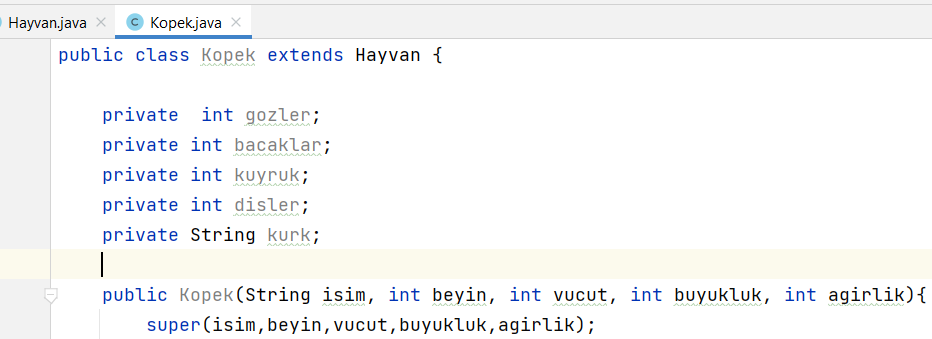 Hayvan.java × C Kopek.java ×
public class Kopek extends Hayvan {
private  int gozler;
private int bacaklar;
private int kuyruk;
private int disler;
private String kurk;
public Kopek(String isim, int beyin, int vucut, int buyukluk, int agirlik){
super(isim,beyin,vucut,buyukluk,agirlik);